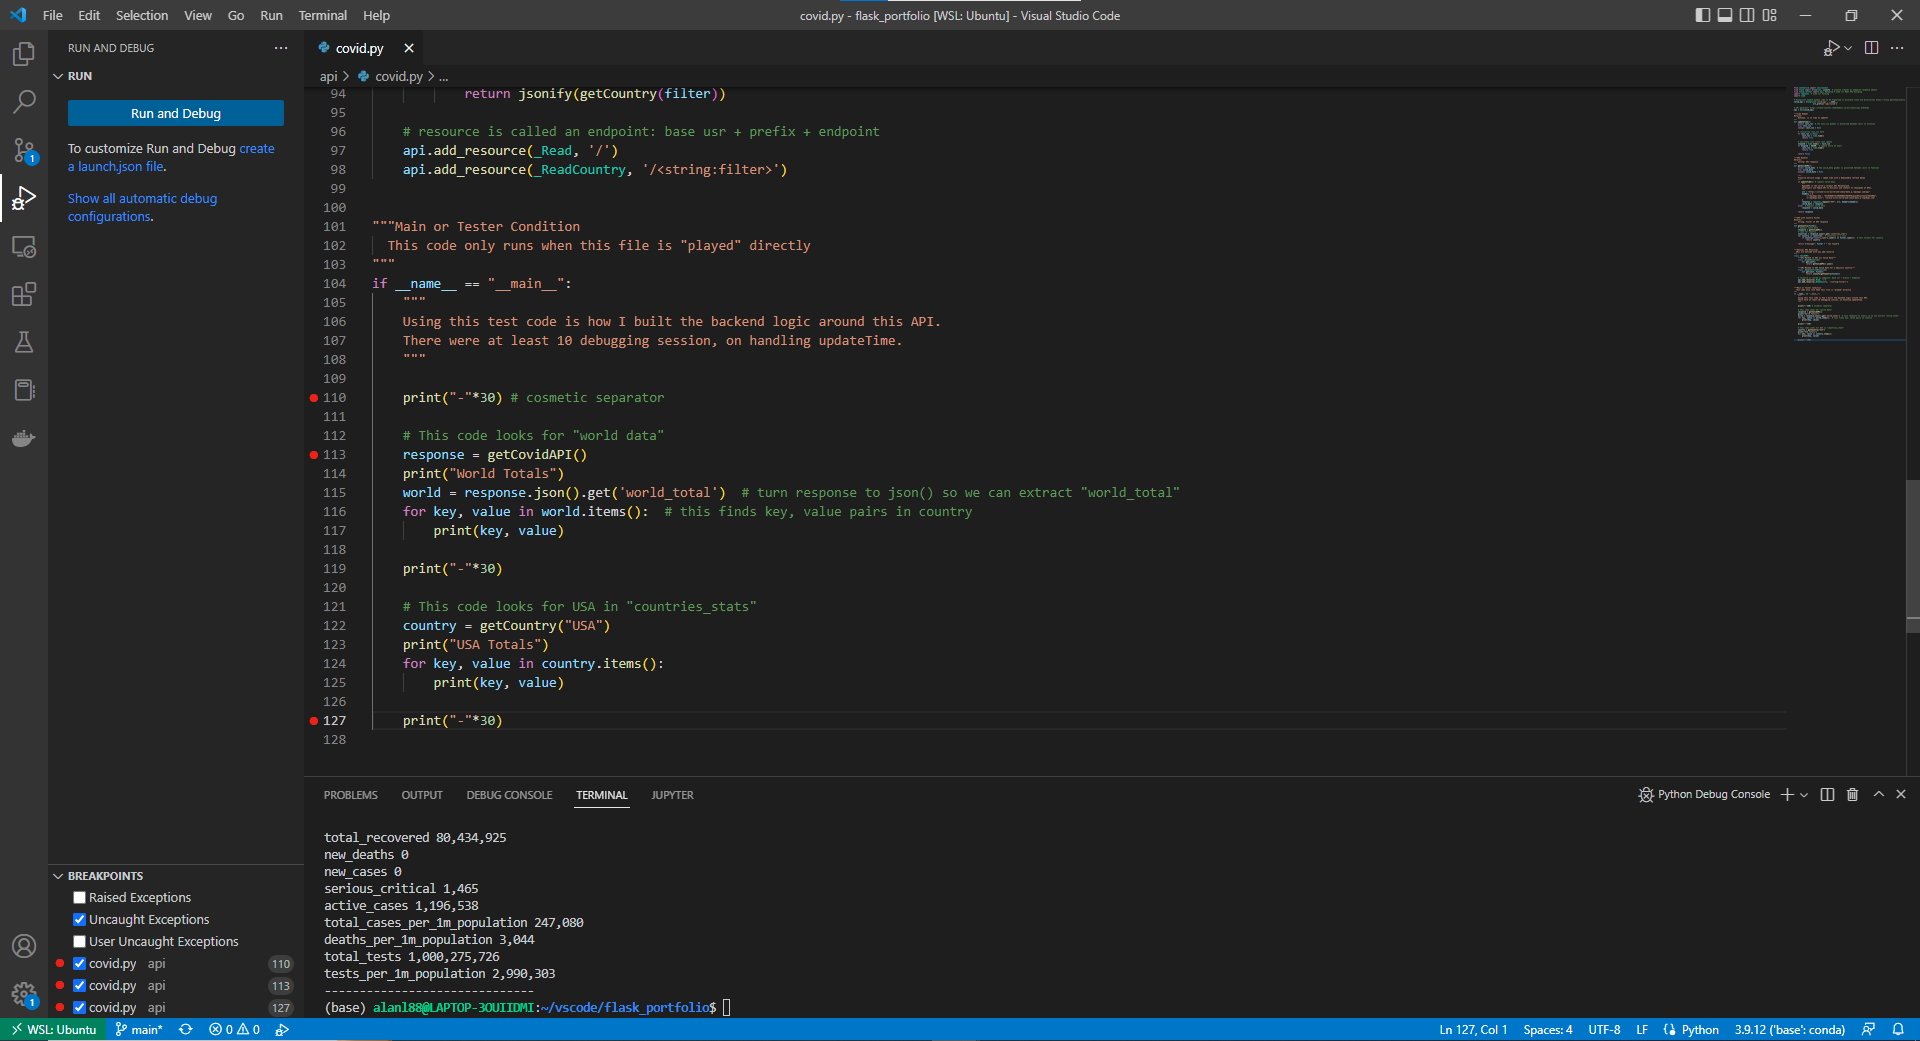 File Edit Selection View Go Run Terminal Help
covid.py - flask_portfolio [WSL: Ubuntu] - Visual Studio Code
RUN AND DEBUG
RUN
Run and Debug
To customize Run and Debug create
a launch.json file.
Show all automatic debug
configurations.
covid.py
api > covid.py > ...
94 return jsonify(getCountry(filter))
95
96 # resource is called an endpoint: base usr + prefix + endpoint
97 api.add_resource(_Read, '/')
98 api.add_resource(_ReadCountry, '/<string:filter>')
99
100
101 """Main or Tester Condition
102 This code only runs when this file is "played" directly
103 """
104 if __name__ == "__main__":
105 """
106 Using this test code is how I built the backend logic around this API.
107 There were at least 10 debugging session, on handling updateTime.
108 """
109
110 print("-"*30) # cosmetic separator
111
112 # This code looks for "world data"
113 response = getCovidAPI()
114 print("World Totals")
115 world = response.json().get('world_total') # turn response to json() so we can extract "world_total"
116 for key, value in world.items(): # this finds key, value pairs in country
117 print(key, value)
118
119 print("-"*30)
120
121 # This code looks for USA in "countries_stats"
122 country = getCountry("USA")
123 print("USA Totals")
124 for key, value in country.items():
125 print(key, value)
126
127 print("-"*30)
128
PROBLEMS OUTPUT DEBUG CONSOLE TERMINAL JUPYTER
Python Debug Console
total_recovered 80,434,925
new_deaths 0
new_cases 0
serious_critical 1,465
active_cases 1,196,538
total_cases_per_1m_population 247,080
deaths_per_1m_population 3,044
total_tests 1,000,275,726
tests_per_1m_population 2,990,303
------------------------------
(base) alanl88@LAPTOP-3OUIIDMI:~/vscode/flask_portfolio$
BREAKPOINTS
Raised Exceptions
Uncaught Exceptions
User Uncaught Exceptions
covid.py api 110
covid.py api 113
covid.py api 127
1
1
WSL: Ubuntu main* 0 0
Ln 127, Col 1 Spaces: 4 UTF-8 LF Python 3.9.12 ('base': conda)